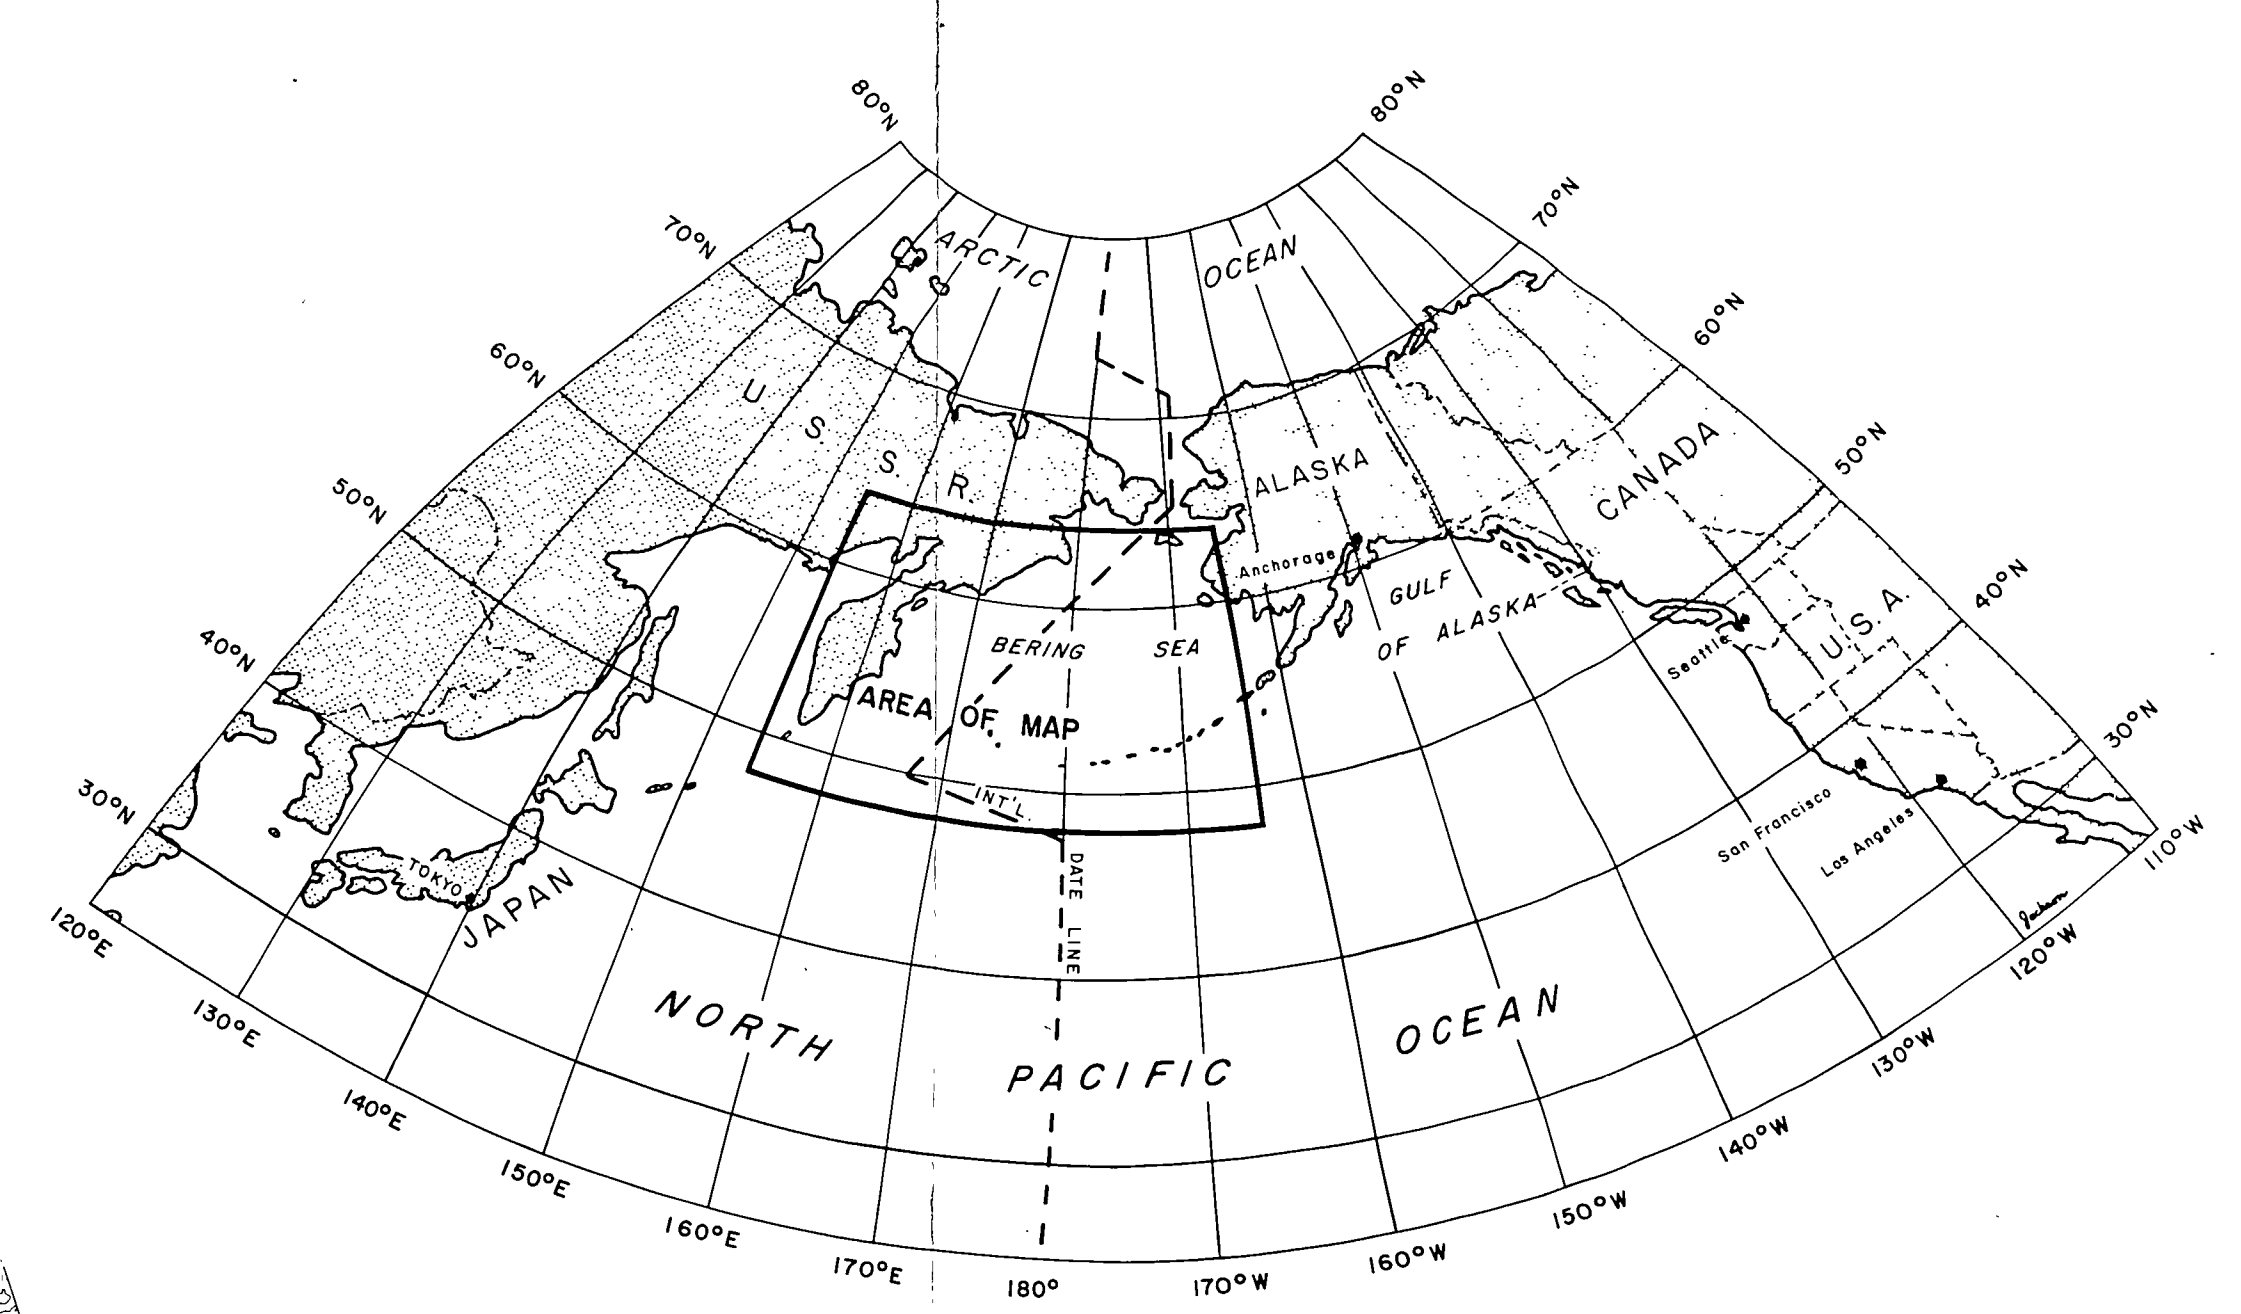 80°N
80°N
70°N
70°N
60°N
60°N
50°N
50°N
40°N
40°N
30°N
30°N
ARCTIC OCEAN
U. S. S. R.
ALASKA
CANADA
Anchorage
GULF
OF ALASKA
U. S. A.
Seattle
BERING SEA
AREA OF MAP
INT'L.
DATE LINE
San Francisco
Los Angeles
TOKYO
JAPAN
NORTH
PACIFIC
OCEAN
Jackson
120°E
130°E
140°E
150°E
160°E
170°E
180°
170°W
160°W
150°W
140°W
130°W
120°W
110°W